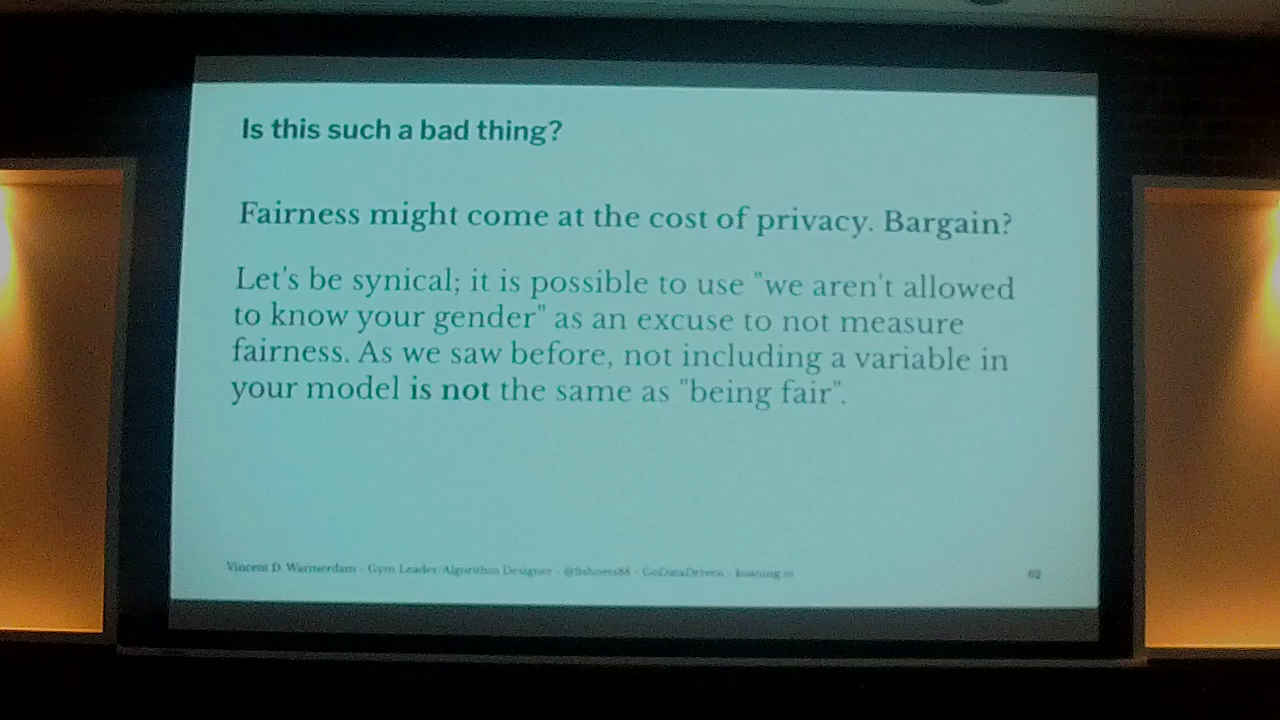 Is this such a bad thing?
Fairness might come at the cost of privacy. Bargain?
Let's be synical; it is possible to use "we aren't allowed
to know your gender" as an excuse to not measure
fairness. As we saw before, not including a variable in
your model is not the same as "being fair".
Vincent D. Warmerdam - Gym Leader/Algorithm Designer - @fishnets88 - GoDataDriven - koaning.io